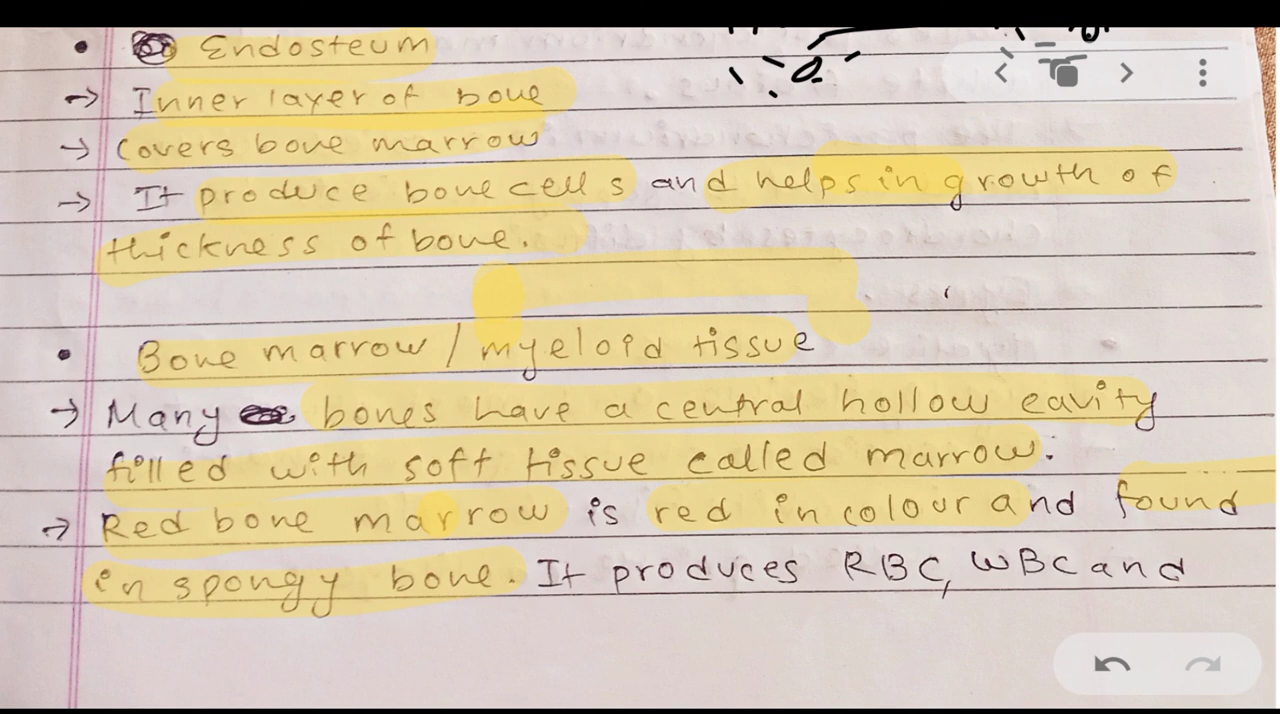 • Endosteum
→ Inner layer of bone
→ Covers bone marrow
→ It produce bone cells and helps in growth of
thickness of bone.
• Bone marrow / myeloid tissue
→ Many bones have a central hollow cavity
filled with soft tissue called marrow.
→ Red bone marrow is red in colour and found
in spongy bone. It produces RBC, WBC and